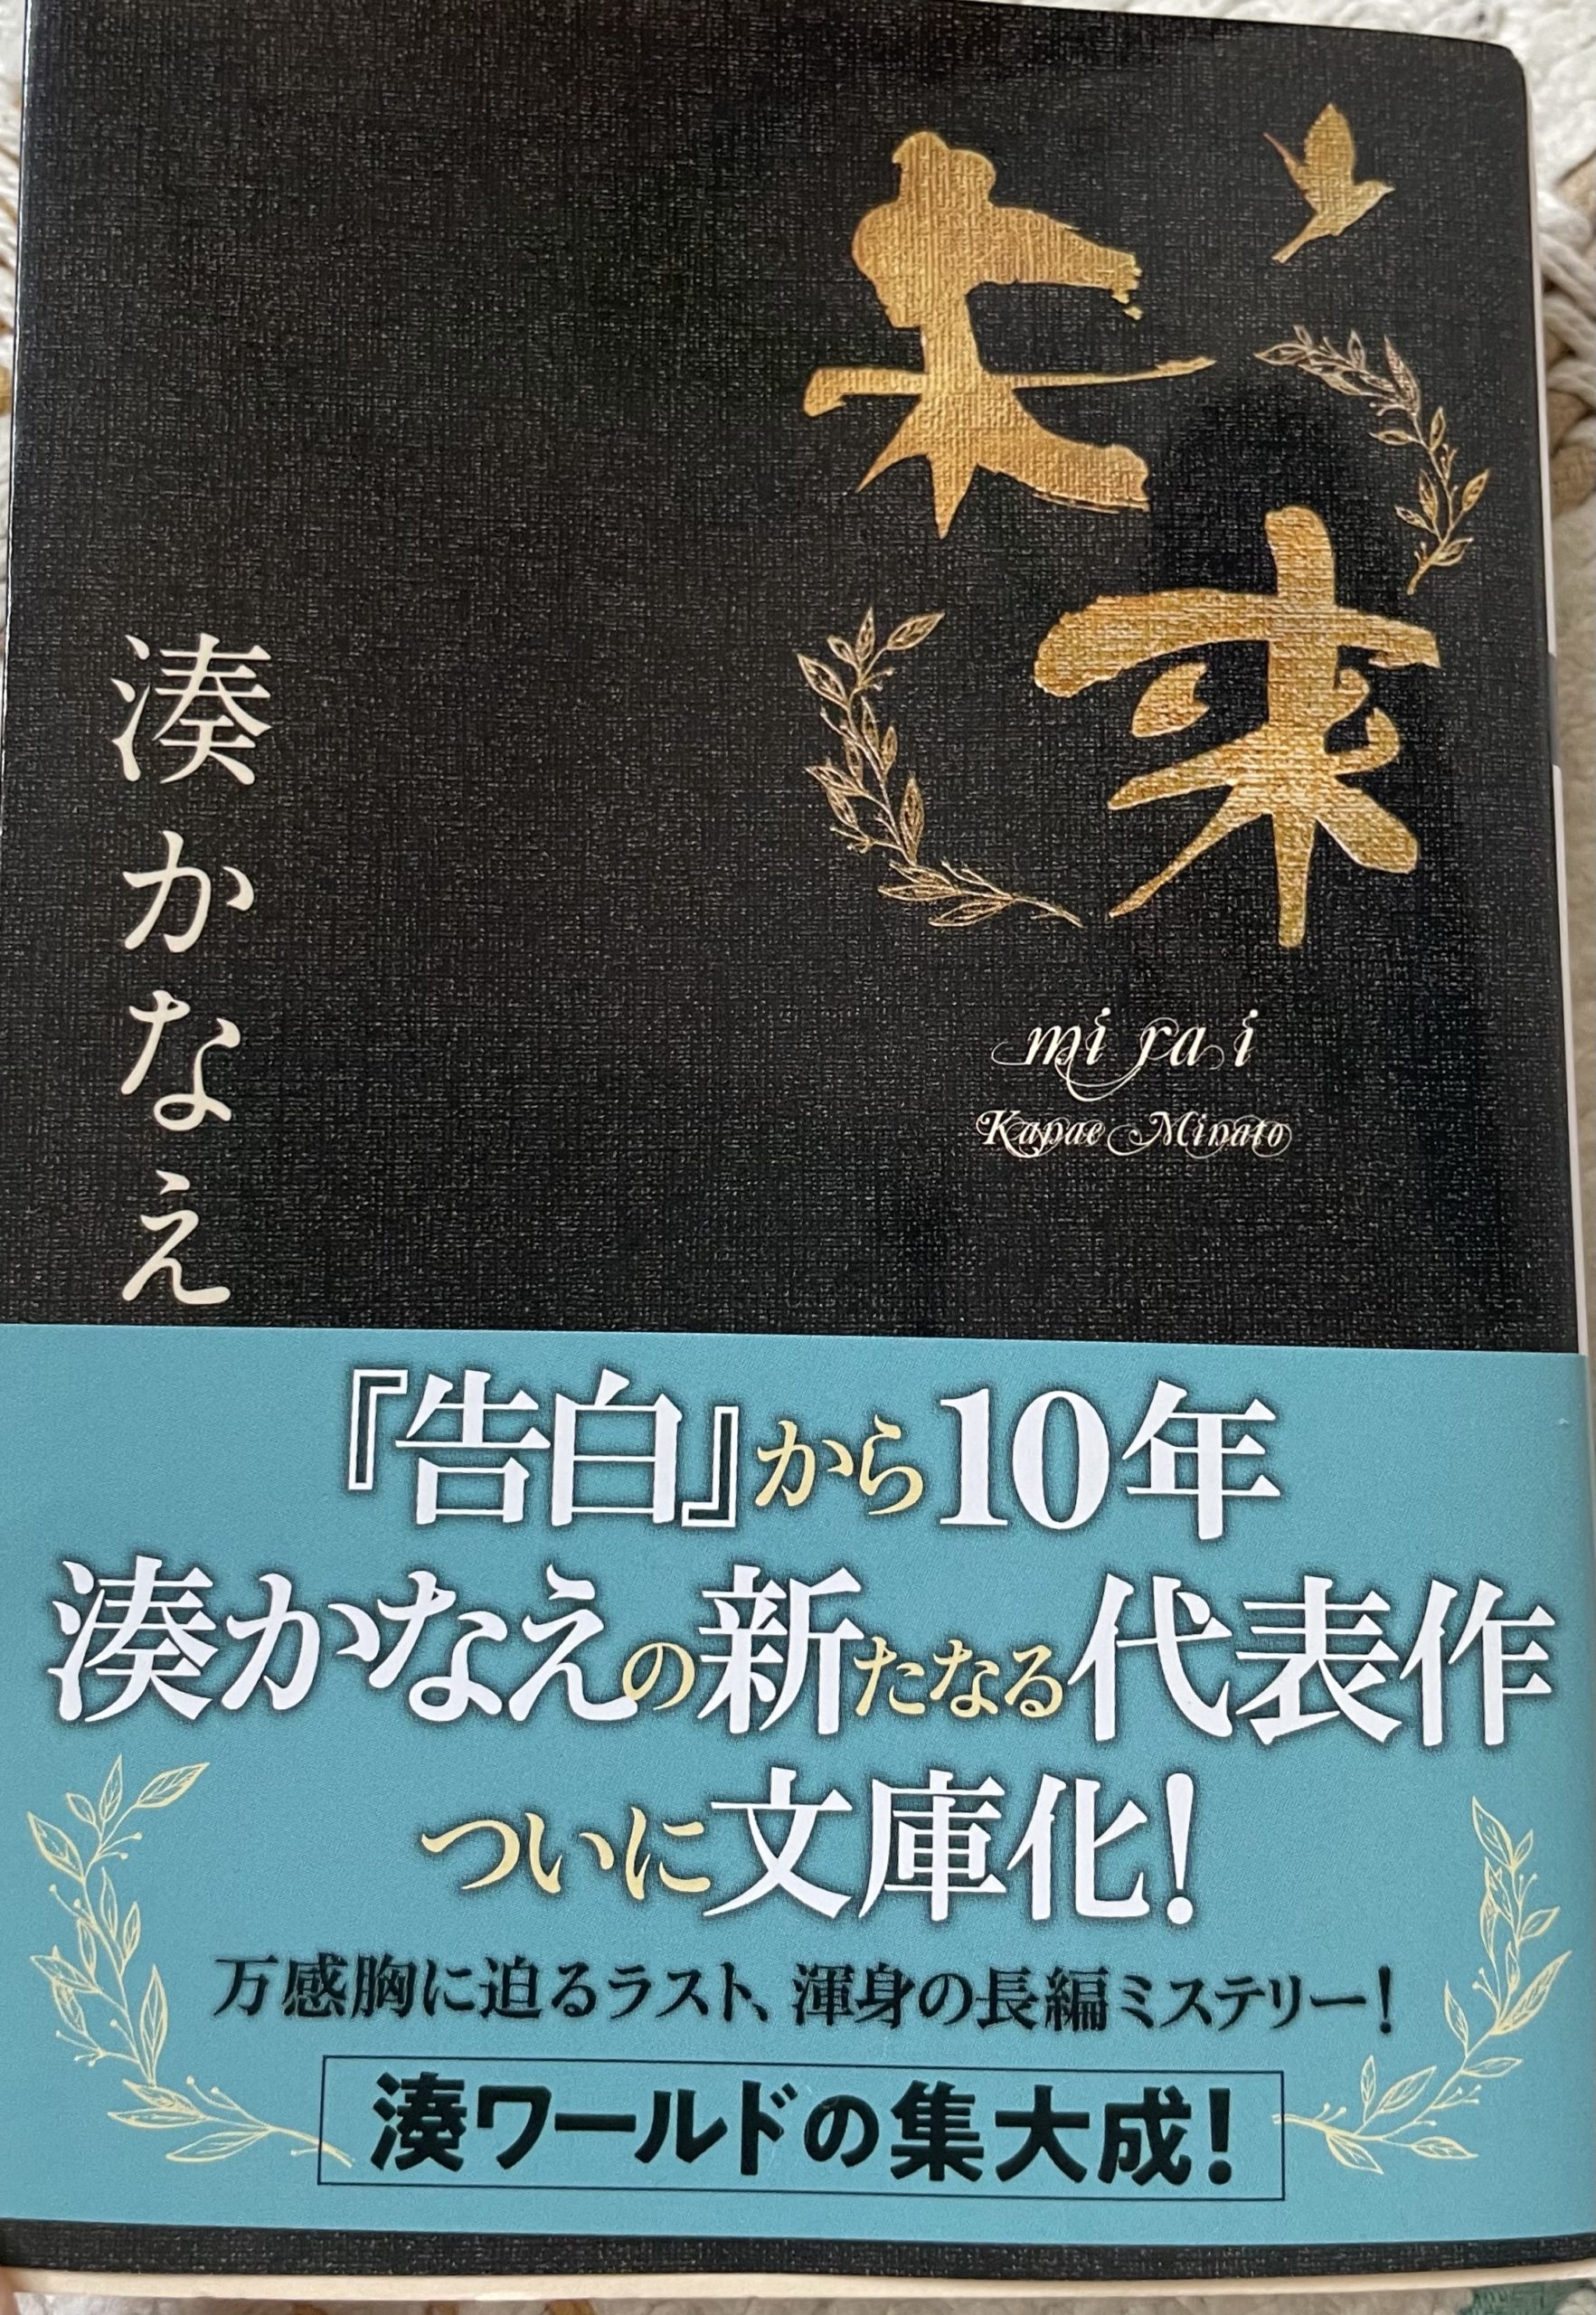 未来
mirai
Kanae Minato
湊かなえ
『告白』から10年
湊かなえの新たなる代表作
ついに文庫化!
万感胸に迫るラスト、渾身の長編ミステリー!
湊ワールドの集大成!